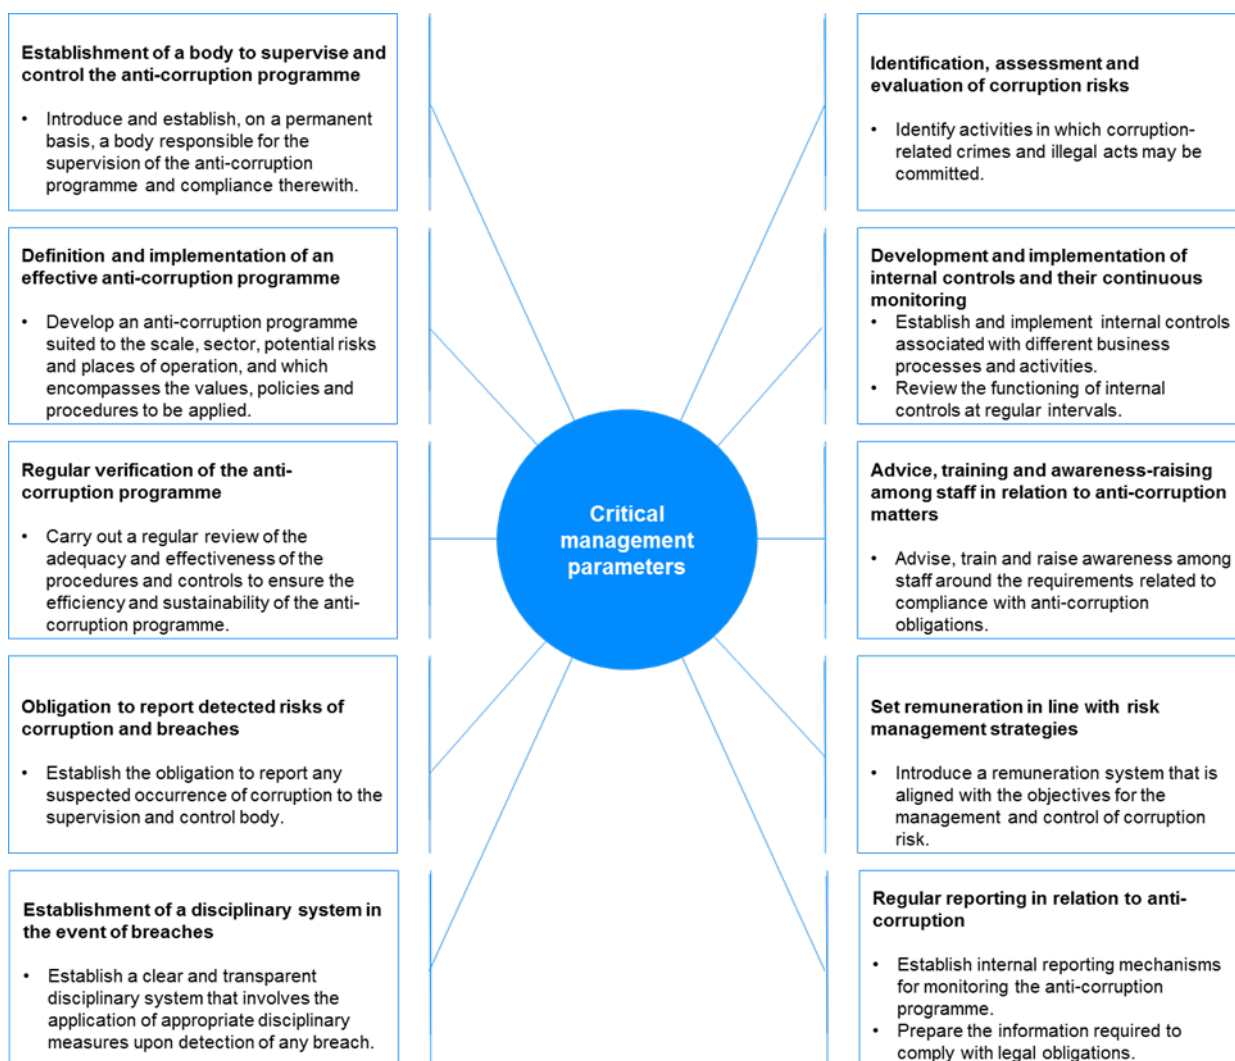 Establishment of a body to supervise and
control the anti-corruption programme
• Introduce and establish, on a permanent
basis, a body responsible for the
supervision of the anti-corruption
programme and compliance therewith.
Definition and implementation of an
effective anti-corruption programme
• Develop an anti-corruption programme
suited to the scale, sector, potential risks
and places of operation, and which
encompasses the values, policies and
procedures to be applied.
Regular verification of the anti-
corruption programme
• Carry out a regular review of the
adequacy and effectiveness of the
procedures and controls to ensure the
efficiency and sustainability of the anti-
corruption programme.
Obligation to report detected risks of
corruption and breaches
• Establish the obligation to report any
suspected occurrence of corruption to the
supervision and control body.
Establishment of a disciplinary system in
the event of breaches
• Establish a clear and transparent
disciplinary system that involves the
application of appropriate disciplinary
measures upon detection of any breach.
Critical
management
parameters
Identification, assessment and
evaluation of corruption risks
• Identify activities in which corruption-
related crimes and illegal acts may be
committed.
Development and implementation of
internal controls and their continuous
monitoring
• Establish and implement internal controls
associated with different business
processes and activities.
• Review the functioning of internal
controls at regular intervals.
Advice, training and awareness-raising
among staff in relation to anti-corruption
matters
• Advise, train and raise awareness among
staff around the requirements related to
compliance with anti-corruption
obligations.
Set remuneration in line with risk
management strategies
• Introduce a remuneration system that is
aligned with the objectives for the
management and control of corruption
risk.
Regular reporting in relation to anti-
corruption
• Establish internal reporting mechanisms
for monitoring the anti-corruption
programme.
• Prepare the information required to
comply with legal obligations.